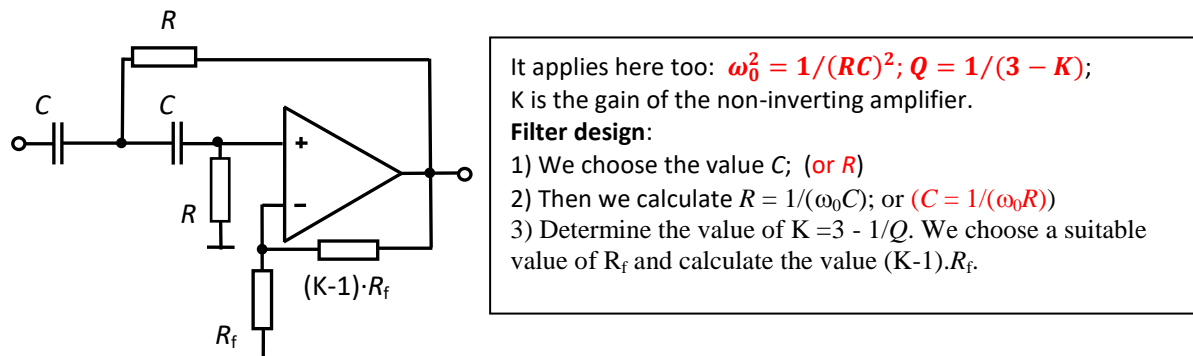 R
C
C
+
R
−
(K-1)·Rf
Rf
It applies here too: ω₀² = 1/(RC)²; Q = 1/(3 − K);
K is the gain of the non-inverting amplifier.
Filter design:
1) We choose the value C; (or R)
2) Then we calculate R = 1/(ω₀C); or (C = 1/(ω₀R))
3) Determine the value of K =3 - 1/Q. We choose a suitable
value of Rf and calculate the value (K-1).Rf.